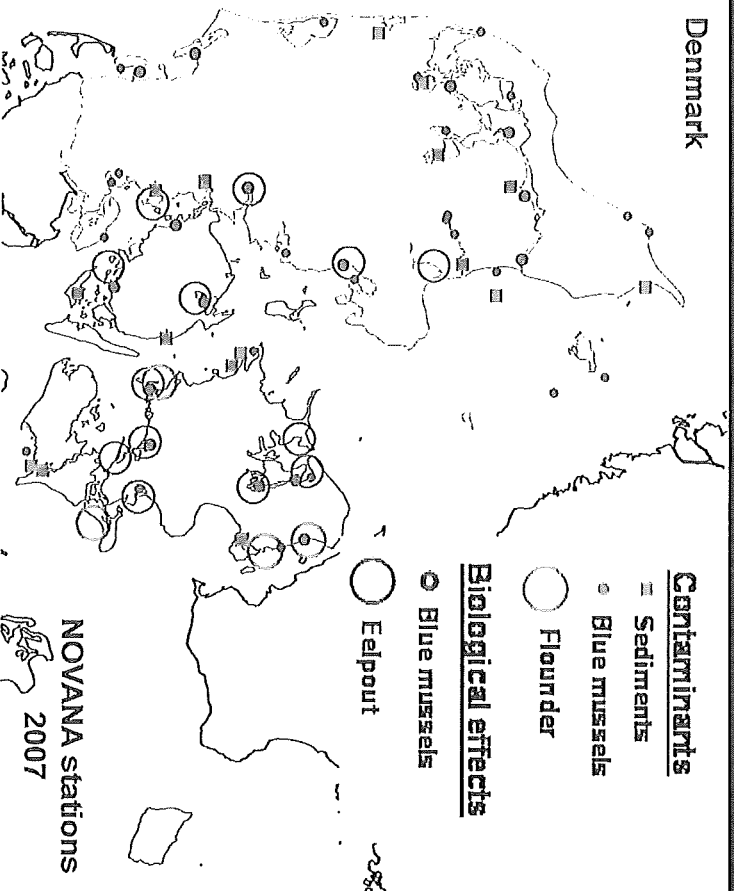 Denmark
Contaminants
Sediments
Blue mussels
Flounder
Biological effects
Blue mussels
Eelpout
NOVANA stations
2007